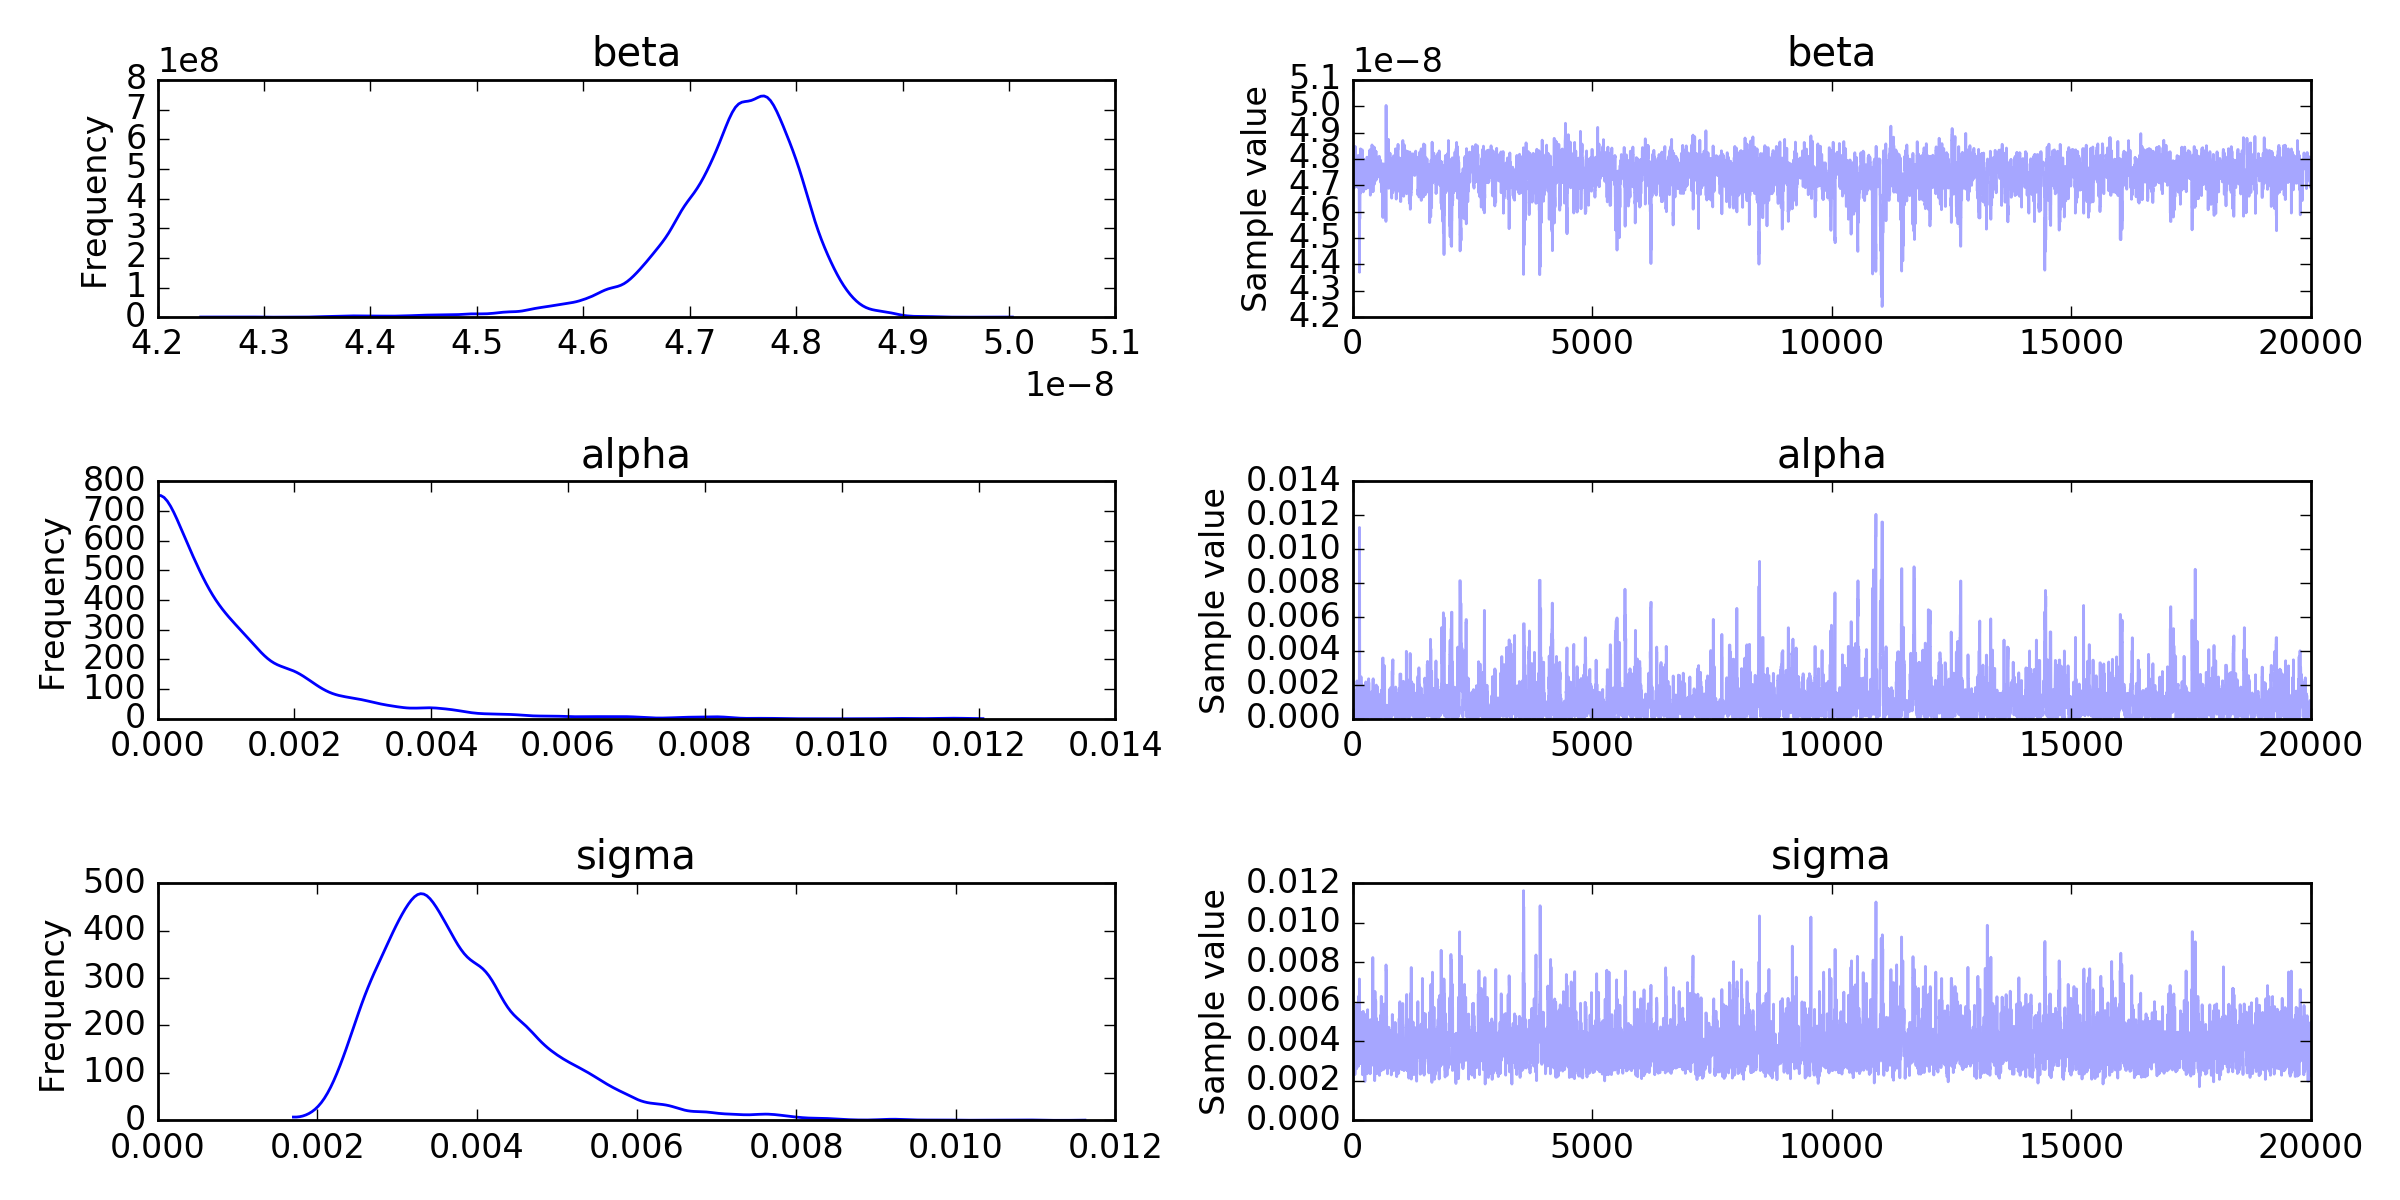 beta
1e8
Frequency
8
7
6
5
4
3
2
1
0
4.2 4.3 4.4 4.5 4.6 4.7 4.8 4.9 5.0 5.1
1e−8
beta
1e−8
Sample value
5.1
5.0
4.9
4.8
4.7
4.6
4.5
4.4
4.3
4.2
0 5000 10000 15000 20000
alpha
Frequency
800
700
600
500
400
300
200
100
0
0.000 0.002 0.004 0.006 0.008 0.010 0.012 0.014
alpha
Sample value
0.014
0.012
0.010
0.008
0.006
0.004
0.002
0.000
0 5000 10000 15000 20000
sigma
Frequency
500
400
300
200
100
0
0.000 0.002 0.004 0.006 0.008 0.010 0.012
sigma
Sample value
0.012
0.010
0.008
0.006
0.004
0.002
0.000
0 5000 10000 15000 20000